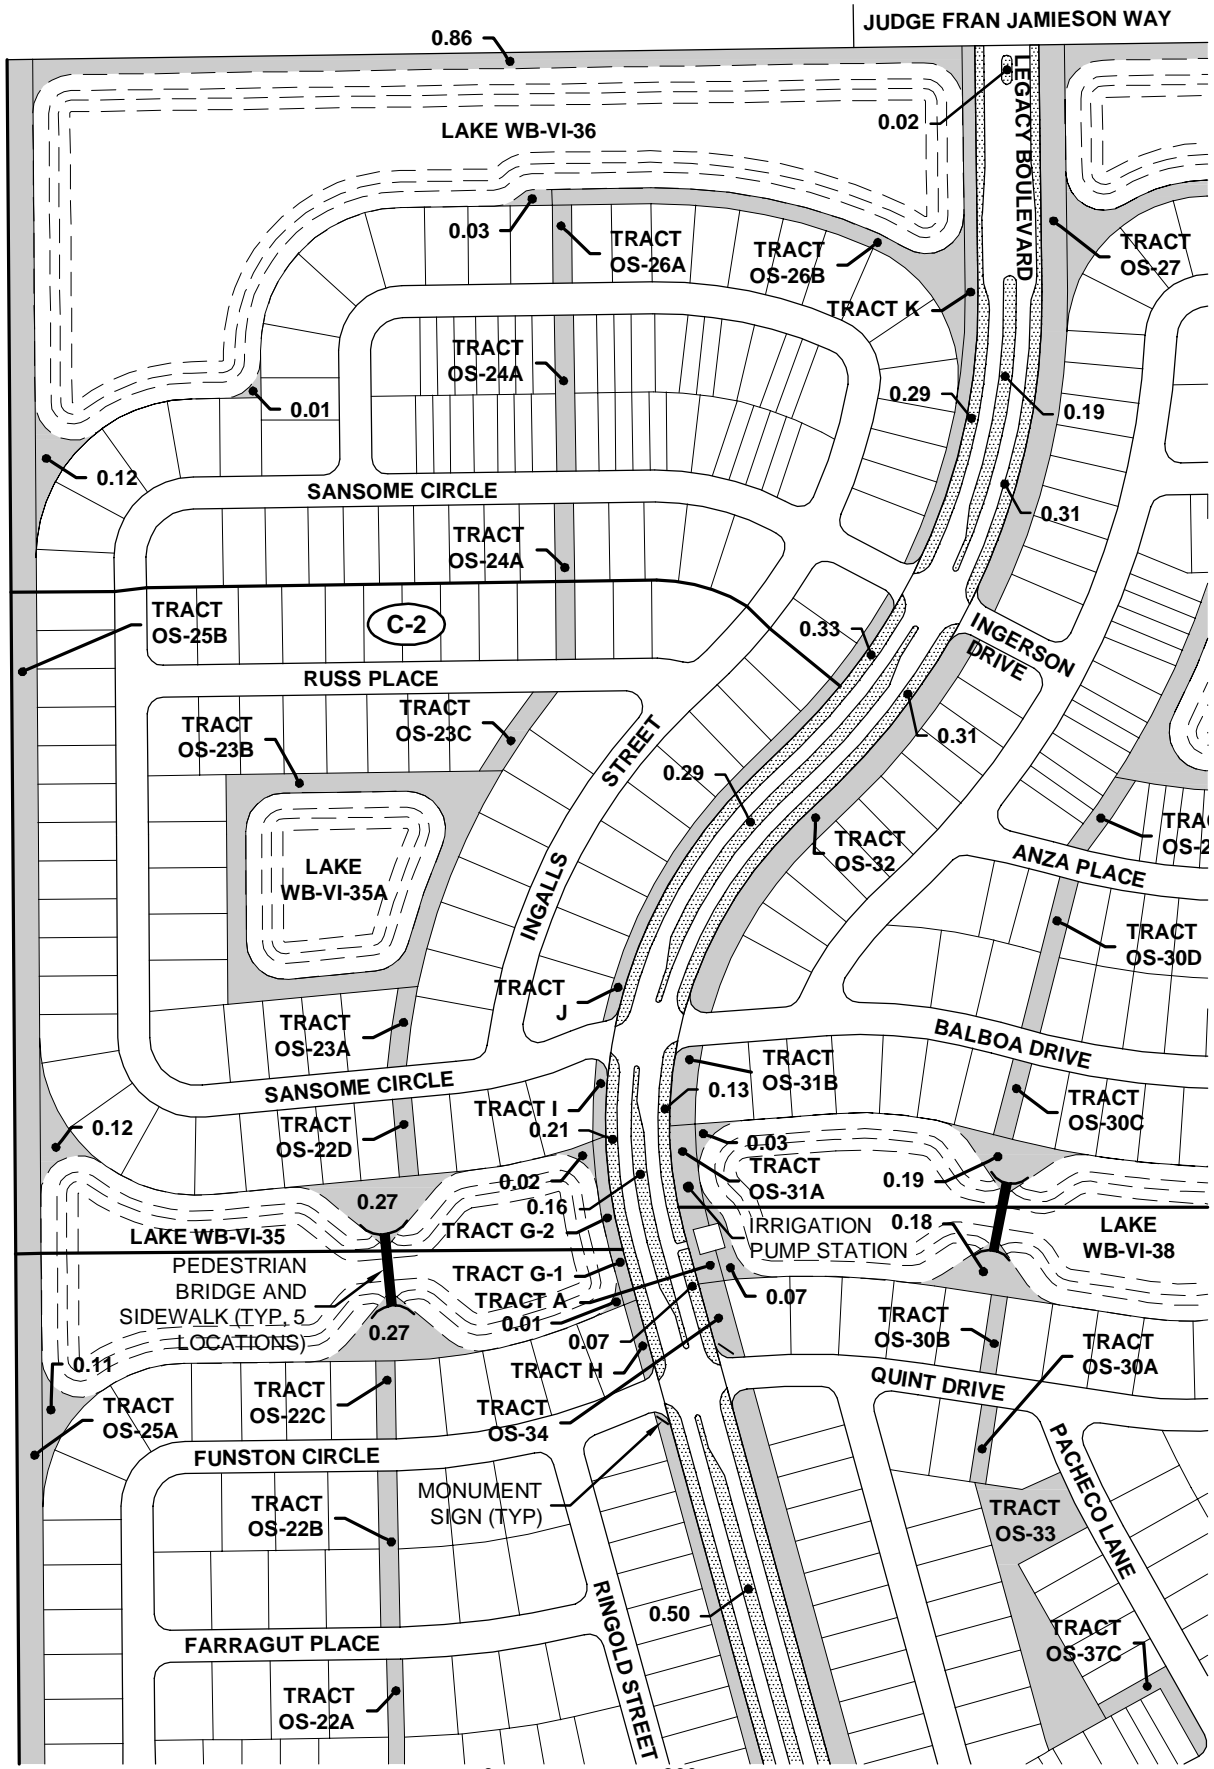 JUDGE FRAN JAMIESON WAY
0.86
LEGACY BOULEVARD
0.02
LAKE WB-VI-36
0.03
TRACT
OS-26A
TRACT
OS-26B
TRACT
OS-27
TRACT K
TRACT
OS-24A
0.01
0.29
0.19
0.12
SANSOME CIRCLE
0.31
TRACT
OS-24A
TRACT
OS-25B
C-2
0.33
INGERSON
DRIVE
RUSS PLACE
TRACT
OS-23B
TRACT
OS-23C
INGALLS
STREET
0.31
0.29
TRACT
OS-32
LAKE
WB-VI-35A
ANZA PLACE
TRACT
OS-30D
TRACT
J
TRACT
OS-23A
BALBOA DRIVE
SANSOME CIRCLE
TRACT
OS-31B
0.13
TRACT I
0.21
TRACT
OS-30C
0.12
TRACT
OS-22D
0.03
TRACT
OS-31A
0.02
0.19
0.16
0.27
TRACT G-2
LAKE WB-VI-35
IRRIGATION
PUMP STATION
0.18
LAKE
WB-VI-38
PEDESTRIAN
BRIDGE AND
SIDEWALK (TYP, 5
LOCATIONS)
TRACT G-1
TRACT A
0.01
0.07
0.07
0.27
TRACT
OS-30B
TRACT
OS-30A
0.11
TRACT H
TRACT
OS-22C
QUINT DRIVE
TRACT
OS-25A
TRACT
OS-34
FUNSTON CIRCLE
PACHECO LANE
MONUMENT
SIGN (TYP)
TRACT
OS-22B
TRACT
OS-33
RINGOLD STREET
0.50
FARRAGUT PLACE
TRACT
OS-37C
TRACT
OS-22A